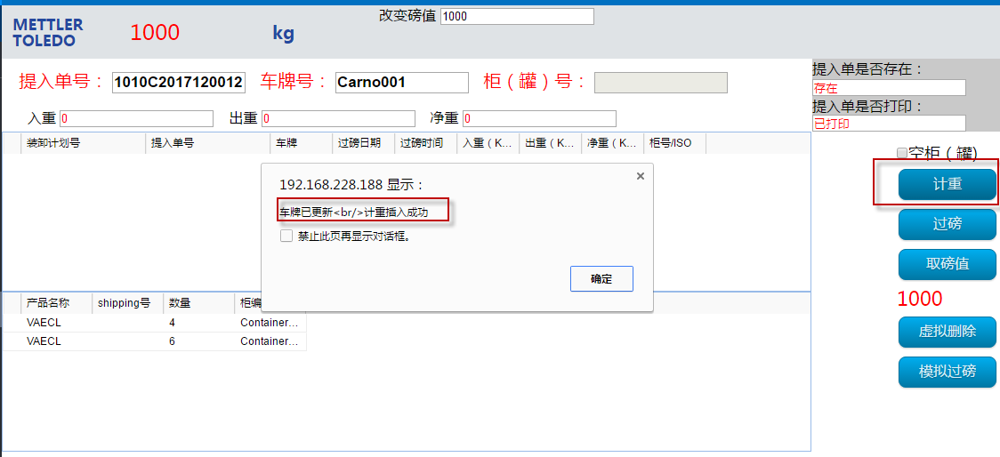 改变磅值 1000
METTLER
TOLEDO
1000 kg
提入单号： 1010C2017120012 车牌号： Carno001 柜（罐）号：
提入单是否存在：
存在
提入单是否打印：
已打印
入重 0 出重 0 净重 0
装卸计划号 提入单号 车牌 过磅日期 过磅时间 入重（K... 出重（K... 净重（K... 柜号/ISO
空柜（罐)
计重
过磅
取磅值
1000
虚拟删除
模拟过磅
192.168.228.188 显示：
×
车牌已更新<br/>计重插入成功
禁止此页再显示对话框。
确定
产品名称 shipping号 数量 柜编
VAECL 4 Container...
VAECL 6 Container...